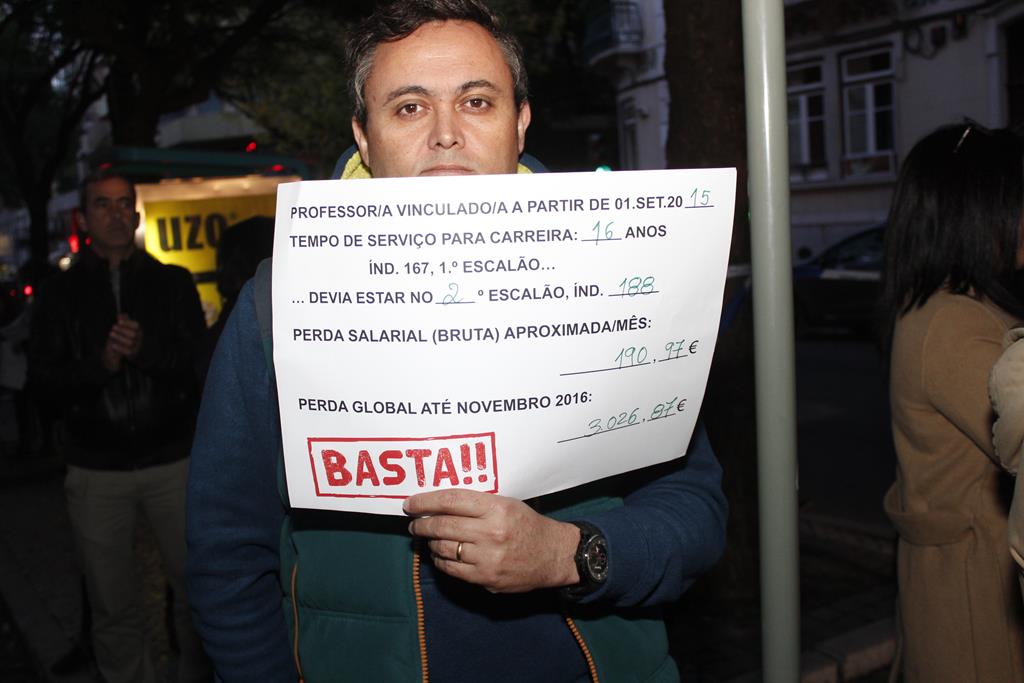 PROFESSOR/A VINCULADO/A A PARTIR DE 01.SET.20 15
TEMPO DE SERVIÇO PARA CARREIRA: 16 ANOS
ÍND. 167, 1.º ESCALÃO...
... DEVIA ESTAR NO 2 º ESCALÃO, ÍND. 188
PERDA SALARIAL (BRUTA) APROXIMADA/MÊS:
190,97€
PERDA GLOBAL ATÉ NOVEMBRO 2016:
3.026,87€
BASTA!!
UZO